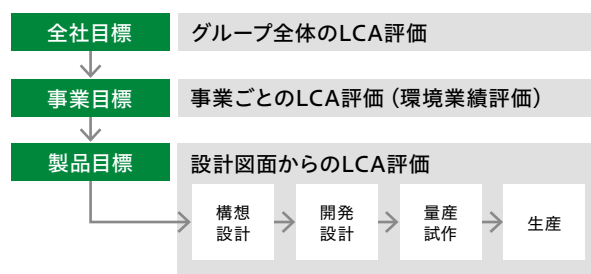 全社目標
グループ全体のLCA評価
事業目標
事業ごとのLCA評価（環境業績評価）
製品目標
設計図面からのLCA評価
構想
設計
開発
設計
量産
試作
生産